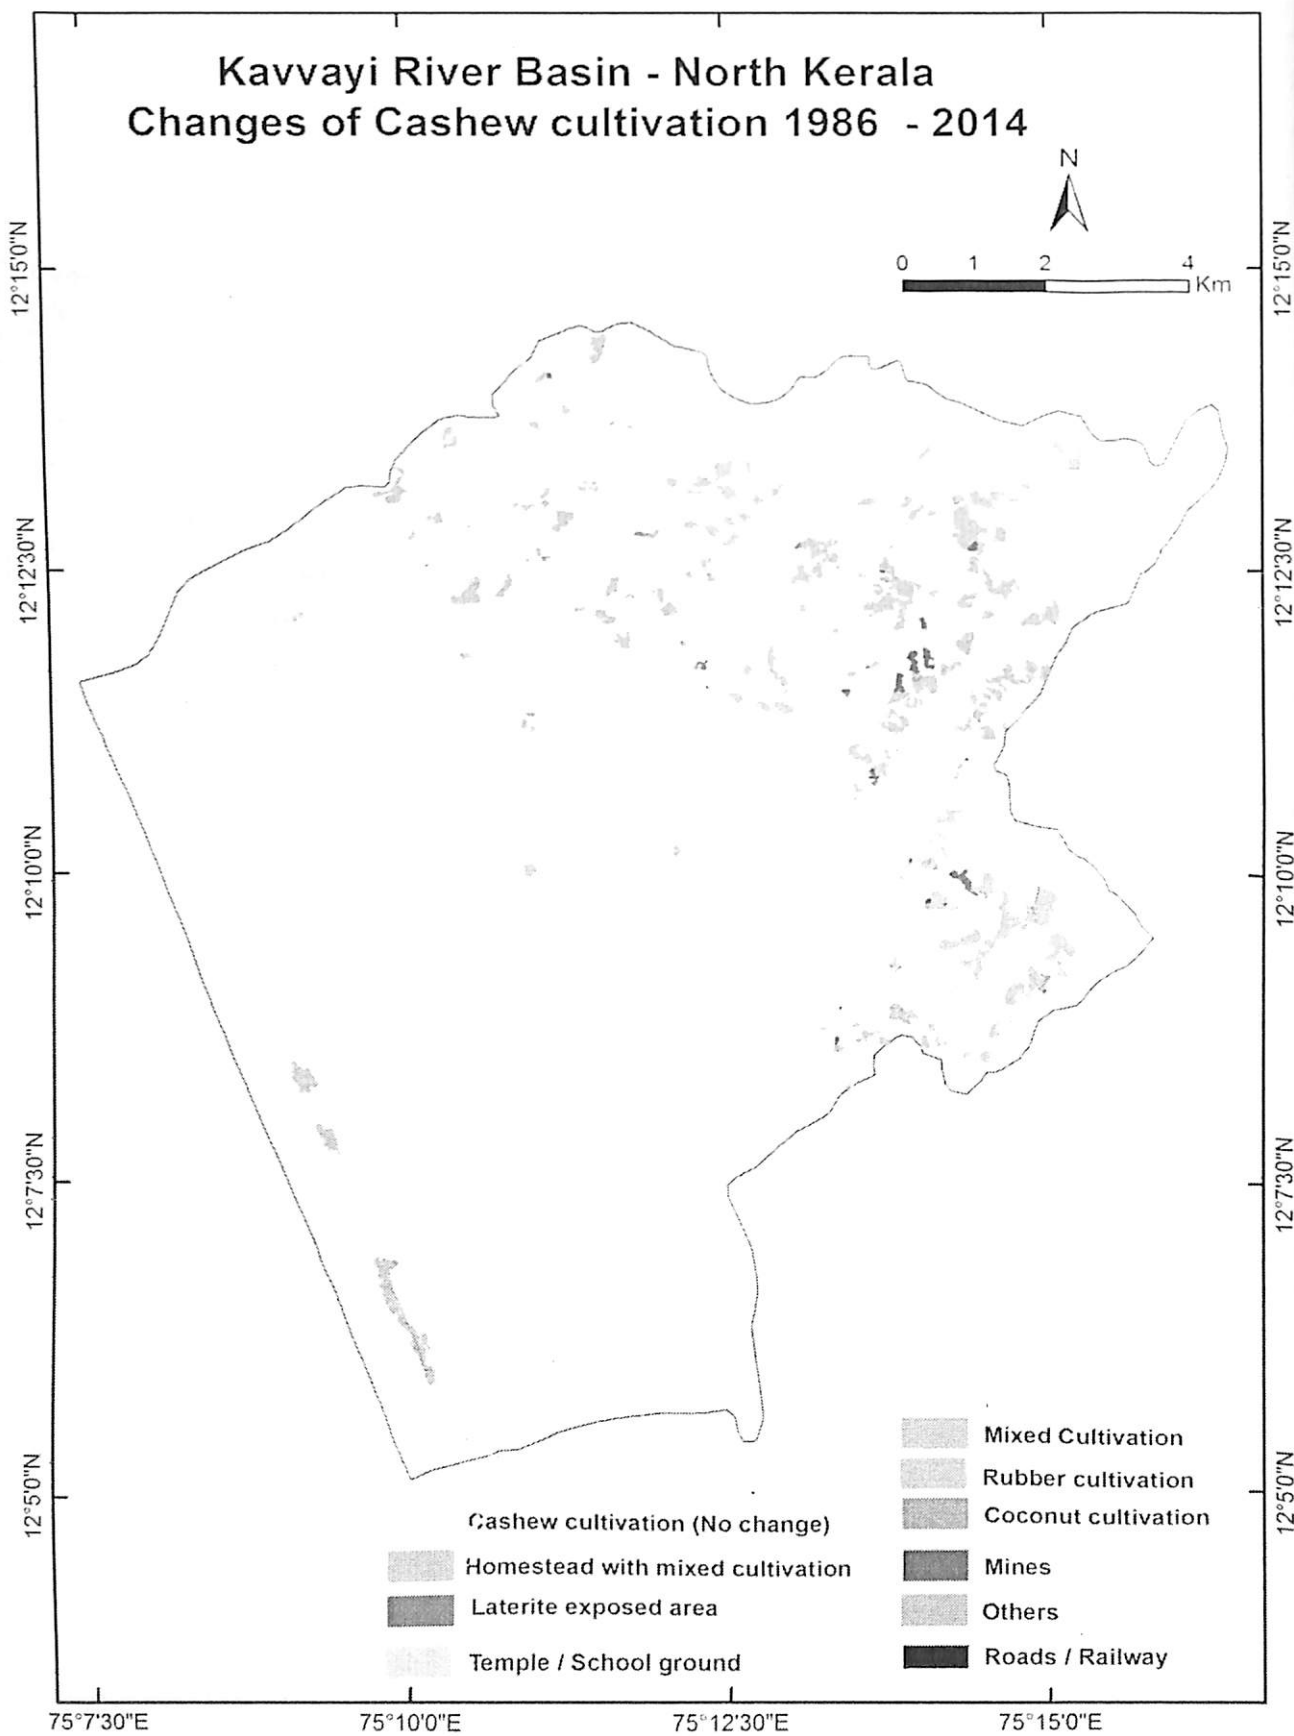 Kavvayi River Basin - North Kerala
Changes of Cashew cultivation 1986 - 2014
N
0 1 2 4
Km
12°15'0"N
12°15'0"N
12°12'30"N
12°12'30"N
12°10'0"N
12°10'0"N
12°7'30"N
12°7'30"N
12°5'0"N
12°5'0"N
Cashew cultivation (No change)
Homestead with mixed cultivation
Laterite exposed area
Temple / School ground
Mixed Cultivation
Rubber cultivation
Coconut cultivation
Mines
Others
Roads / Railway
75°7'30"E 75°10'0"E 75°12'30"E 75°15'0"E